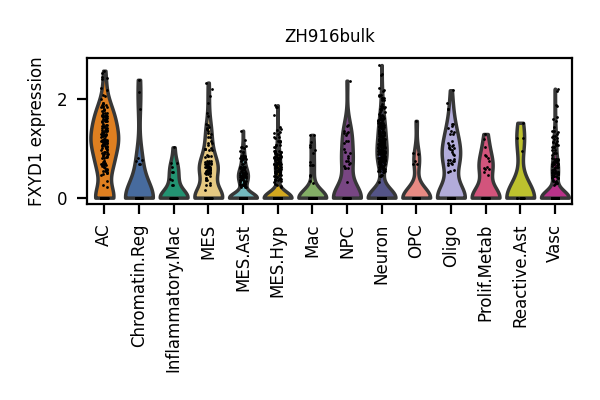 ZH916bulk
FXYD1 expression
2
0
AC
Chromatin.Reg
Inflammatory.Mac
MES
MES.Ast
MES.Hyp
Mac
NPC
Neuron
OPC
Oligo
Prolif.Metab
Reactive.Ast
Vasc